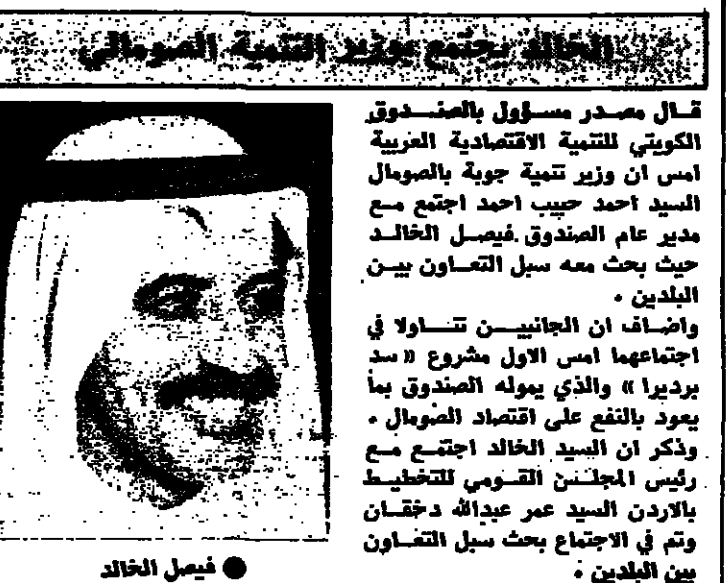 الخالد يجتمع بوزير التنمية الصومالي
قال مصدر مسؤول بالصندوق
الكويتي للتنمية الاقتصادية العربية
امس ان وزير تنمية جوبة بالصومال
السيد احمد حبيب احمد اجتمع مع
مدير عام الصندوق فيصل الخالد
حيث بحث معه سبل التعاون بين
البلدين .
واضاف ان الجانبين تناولا في
اجتماعهما امس الاول مشروع « سد
برديرا » والذي يموله الصندوق بما
يعود بالنفع على اقتصاد الصومال .
وذكر ان السيد الخالد اجتمع مع
رئيس المجلس القومي للتخطيط
بالاردن السيد عمر عبدالله دخقان
وتم في الاجتماع بحث سبل التعاون
بين البلدين .
● فيصل الخالد